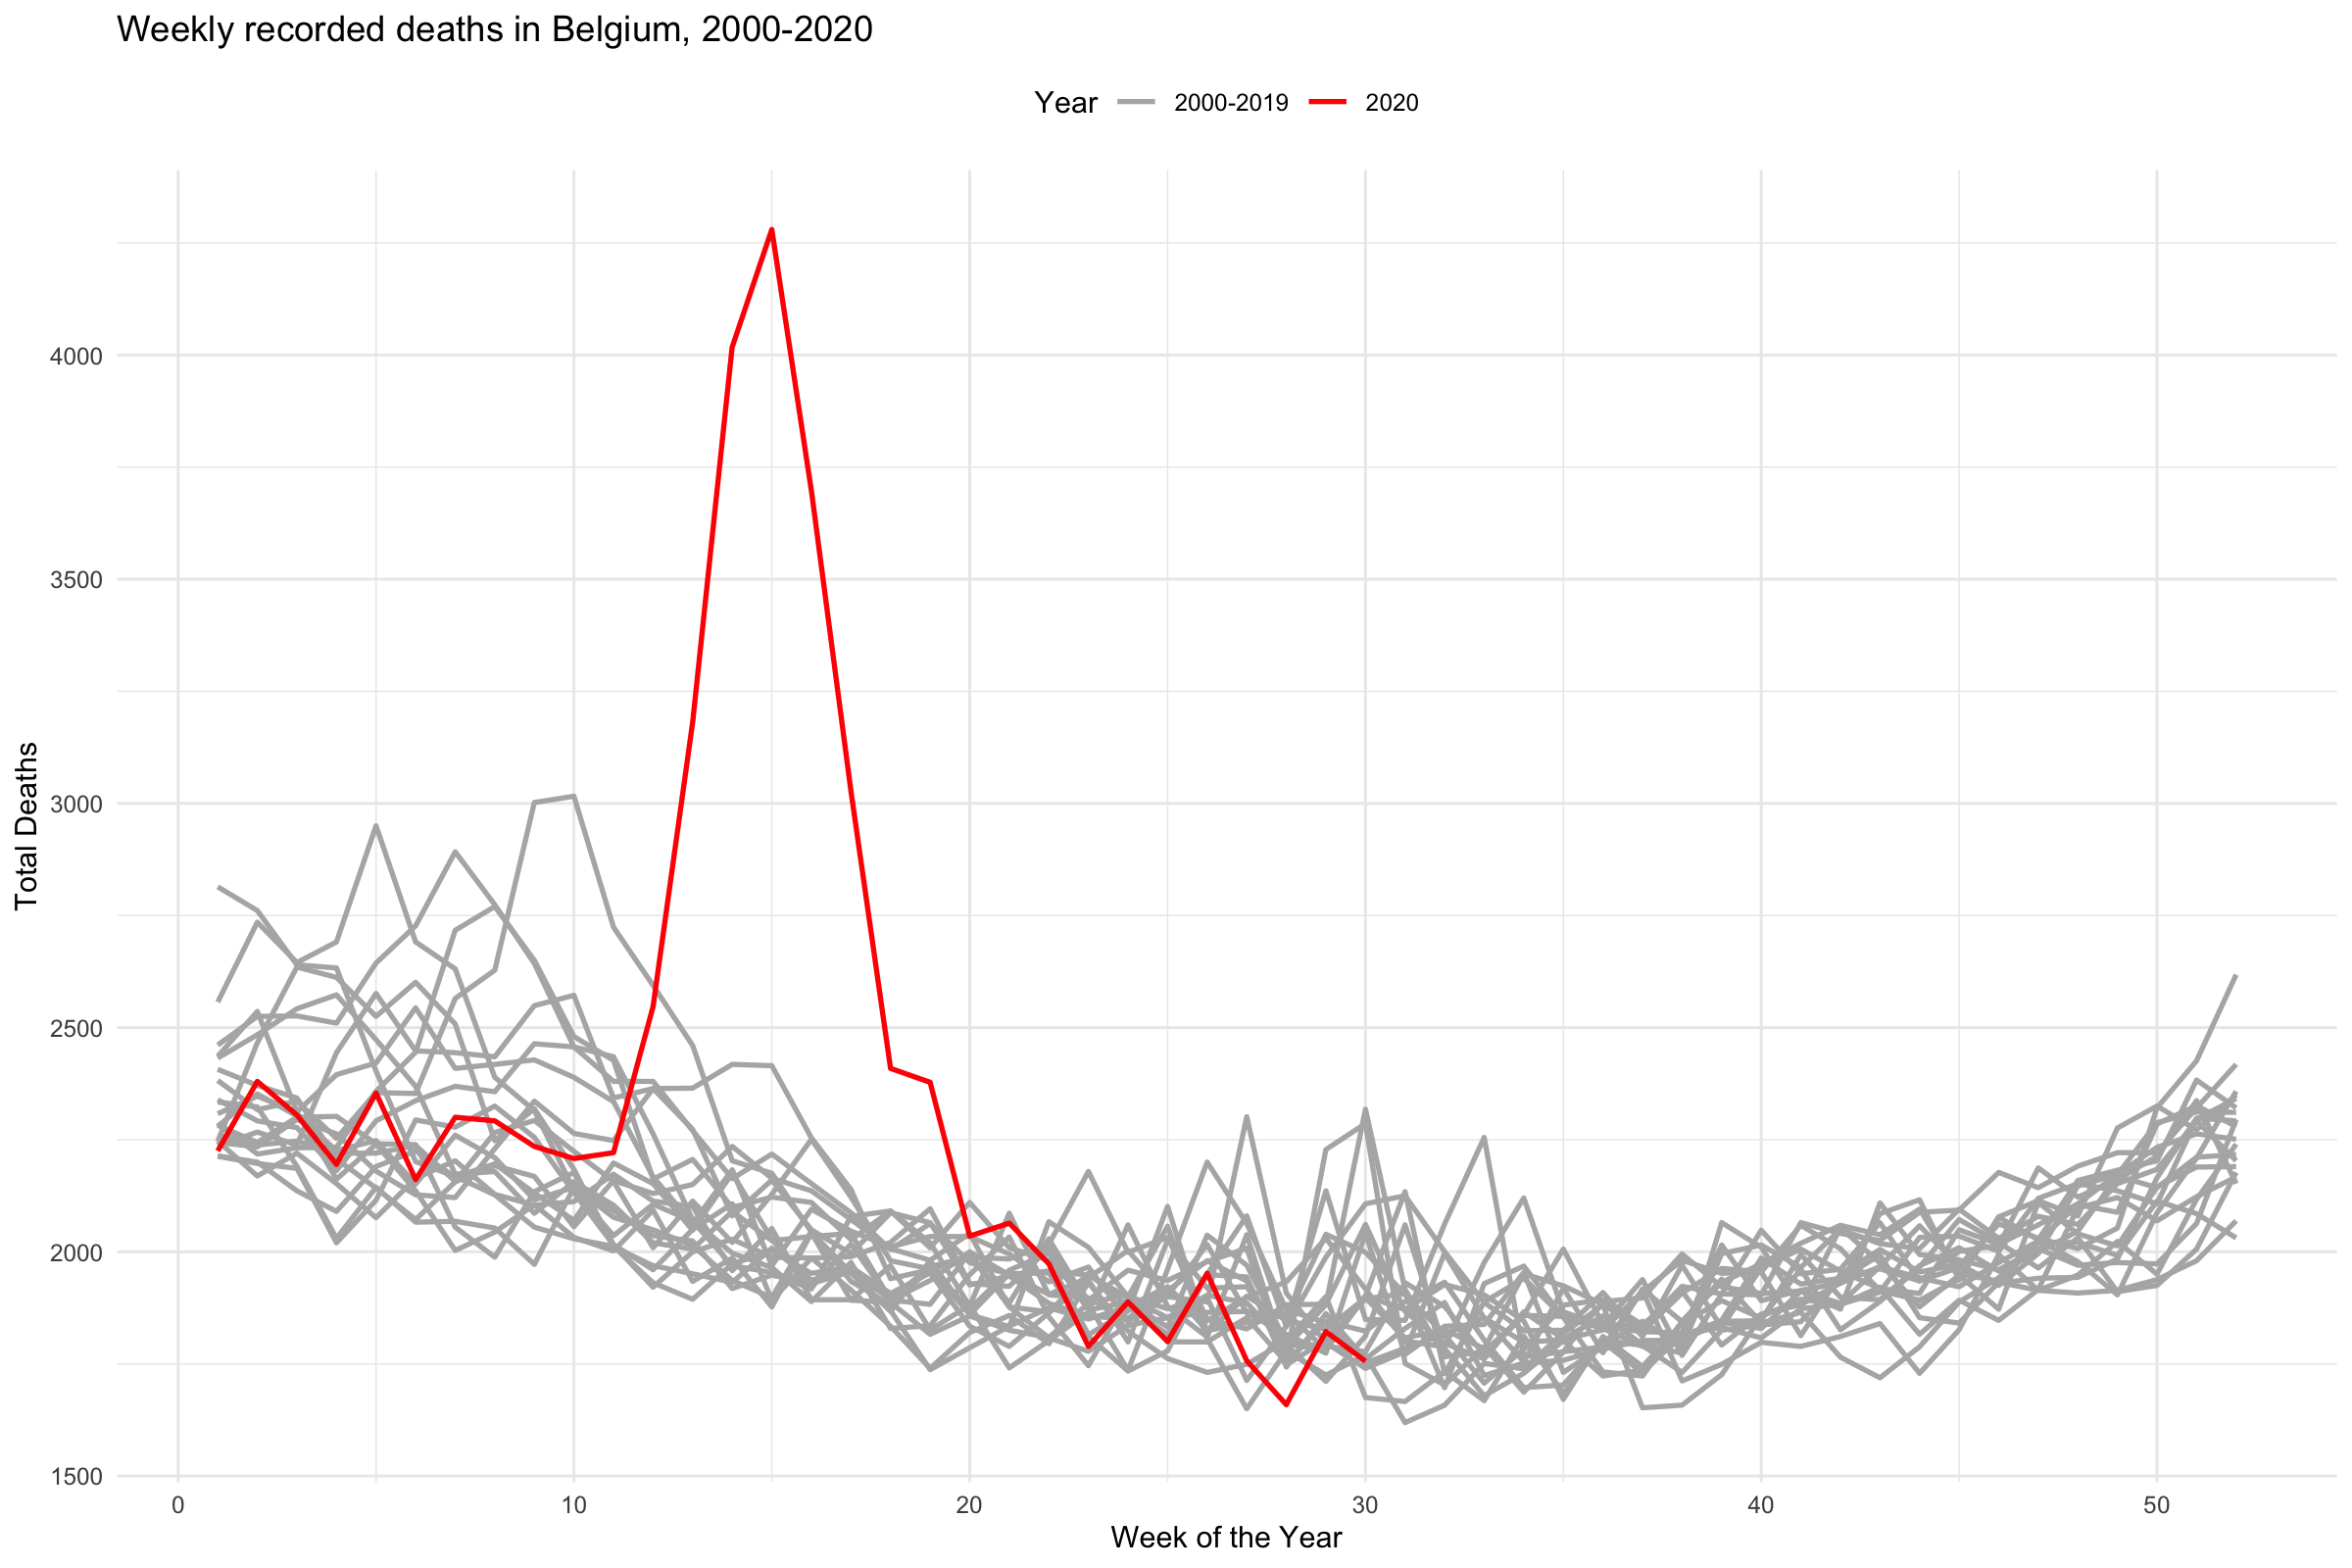 Weekly recorded deaths in Belgium, 2000-2020
Year 2000-2019 2020
Total Deaths
4000
3500
3000
2500
2000
1500
0 10 20 30 40 50
Week of the Year